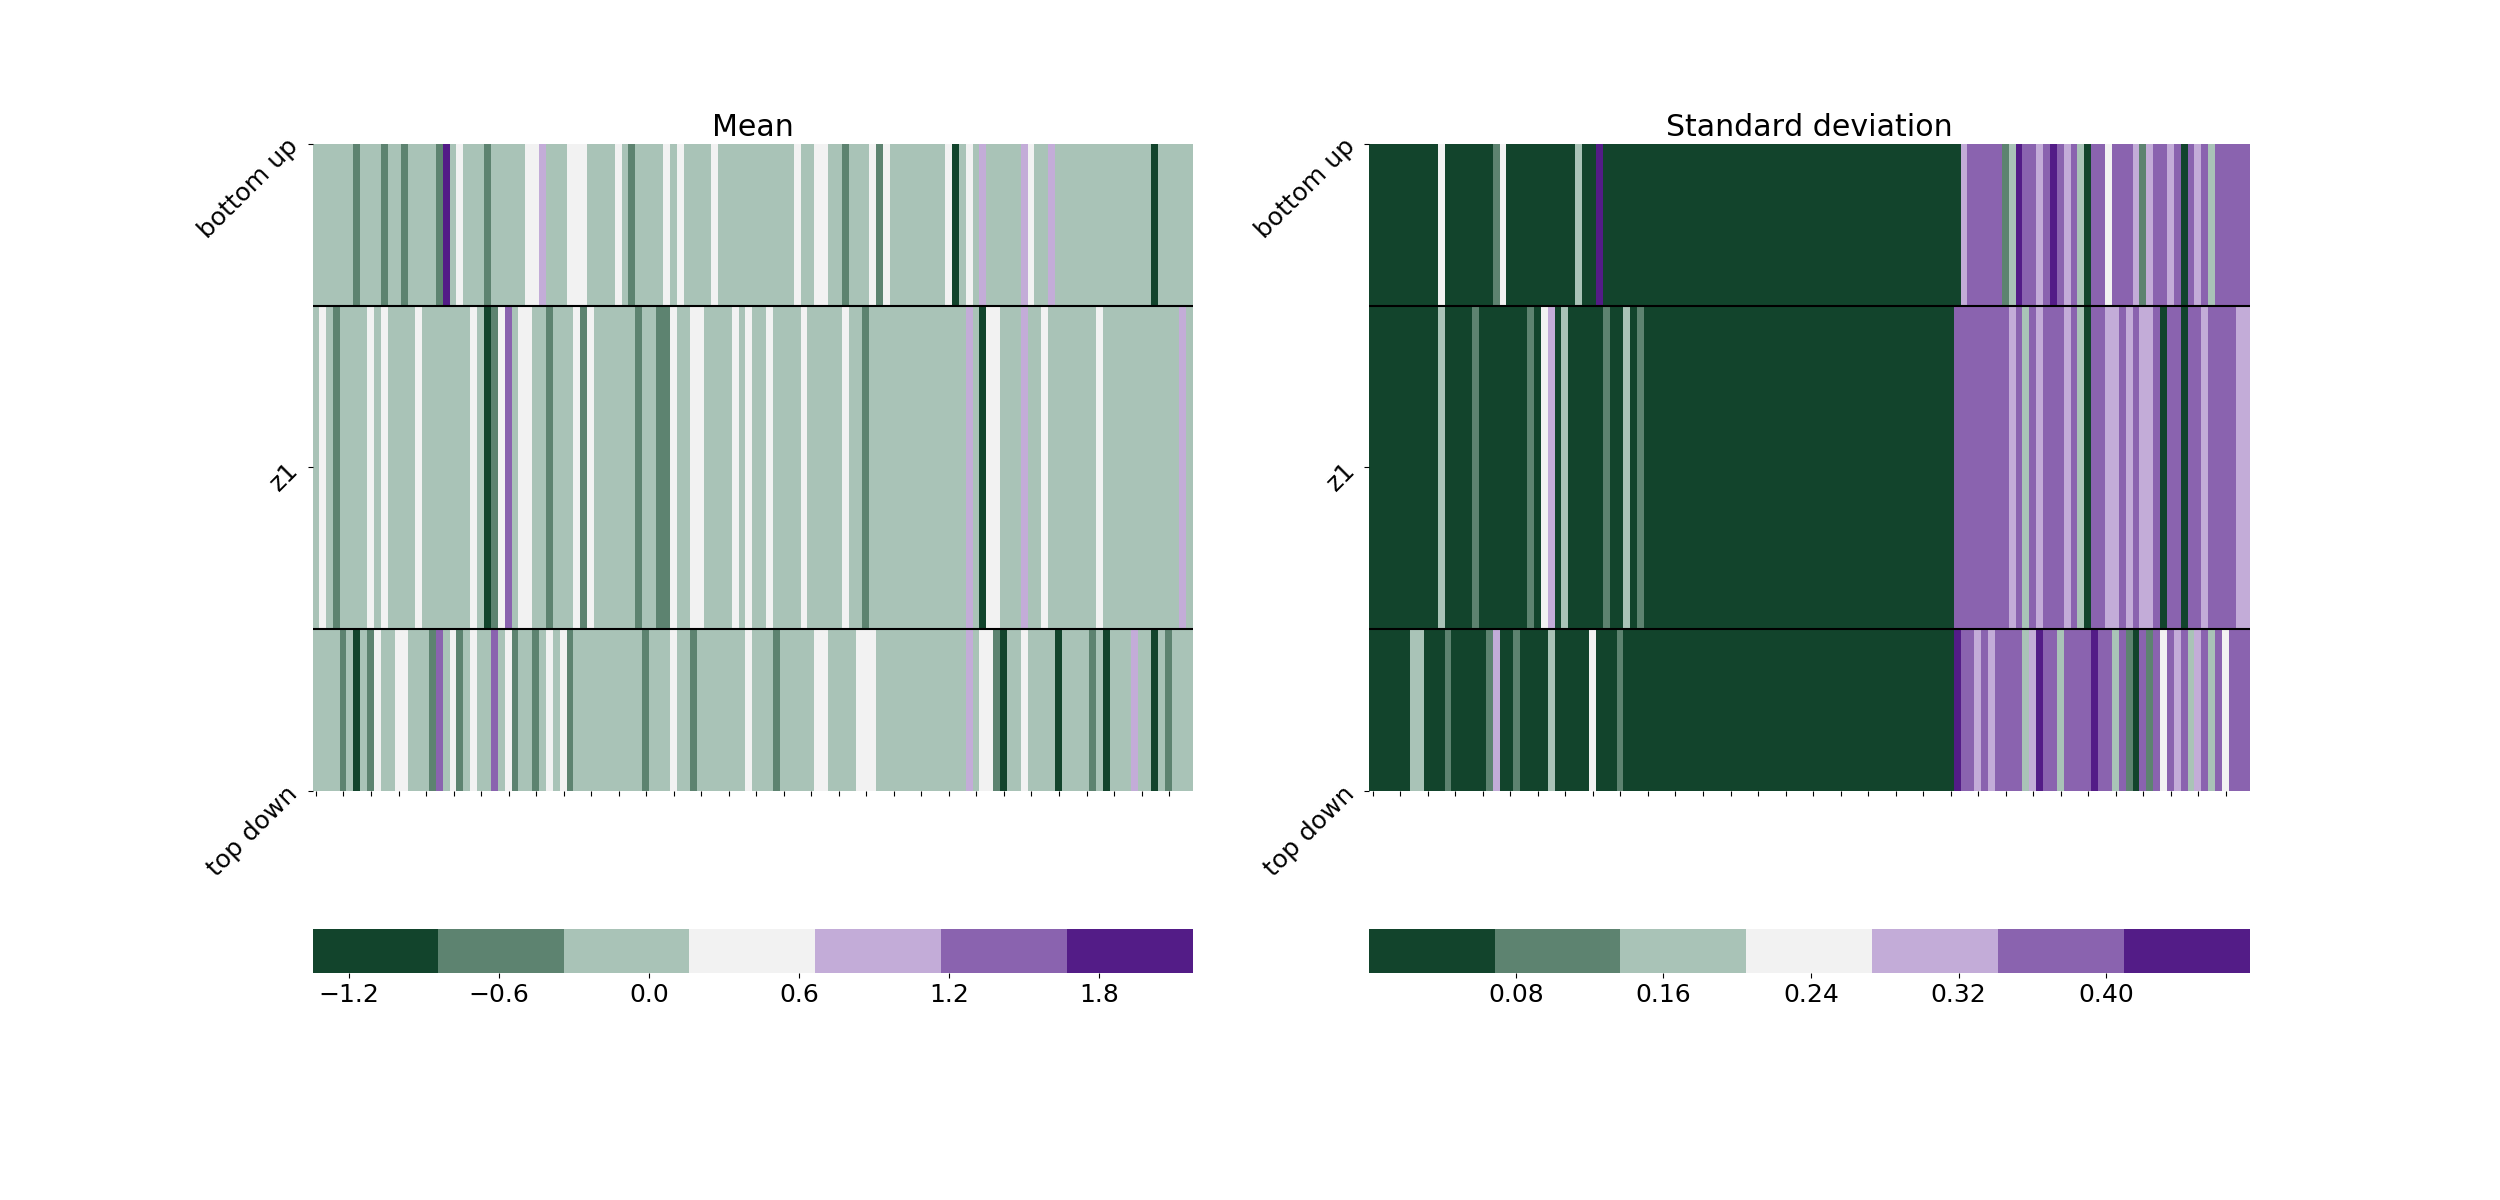 Mean
bottom up
z1
top down
−1.2 −0.6 0.0 0.6 1.2 1.8
Standard deviation
bottom up
z1
top down
0.08 0.16 0.24 0.32 0.40